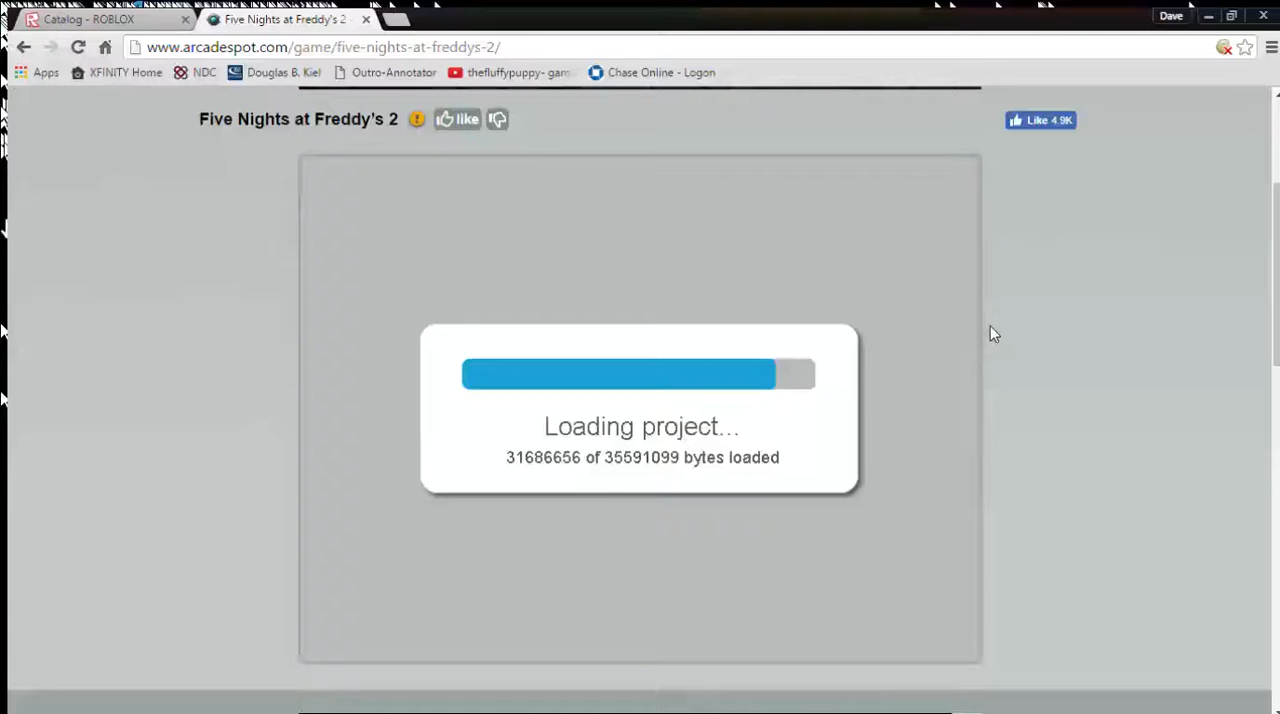 Catalog - ROBLOX
Five Nights at Freddy's 2 -
Dave
www.arcadespot.com/game/five-nights-at-freddys-2/
Apps
XFINITY Home
NDC
Douglas B. Kiel
Outro-Annotator
thefluffypuppy- gam
Chase Online - Logon
Five Nights at Freddy's 2
like
Like 4.9K
Loading project...
31686656 of 35591099 bytes loaded